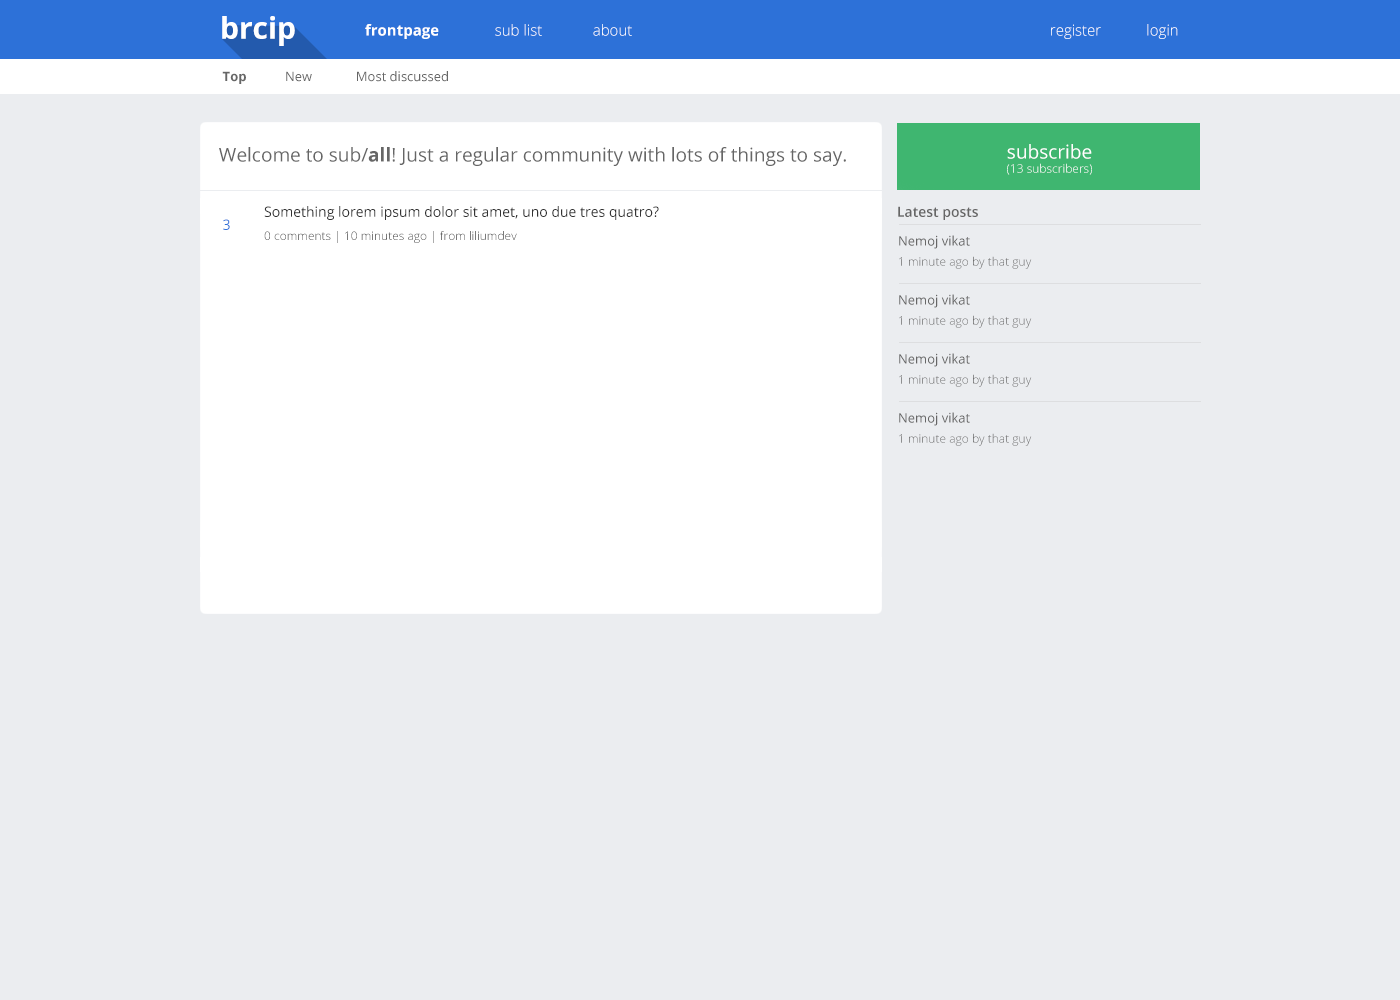 brcip frontpage sub list about register login
Top New Most discussed
Welcome to sub/all! Just a regular community with lots of things to say.
3
Something lorem ipsum dolor sit amet, uno due tres quatro?
0 comments | 10 minutes ago | from liliumdev
subscribe
(13 subscribers)
Latest posts
Nemoj vikat
1 minute ago by that guy
Nemoj vikat
1 minute ago by that guy
Nemoj vikat
1 minute ago by that guy
Nemoj vikat
1 minute ago by that guy